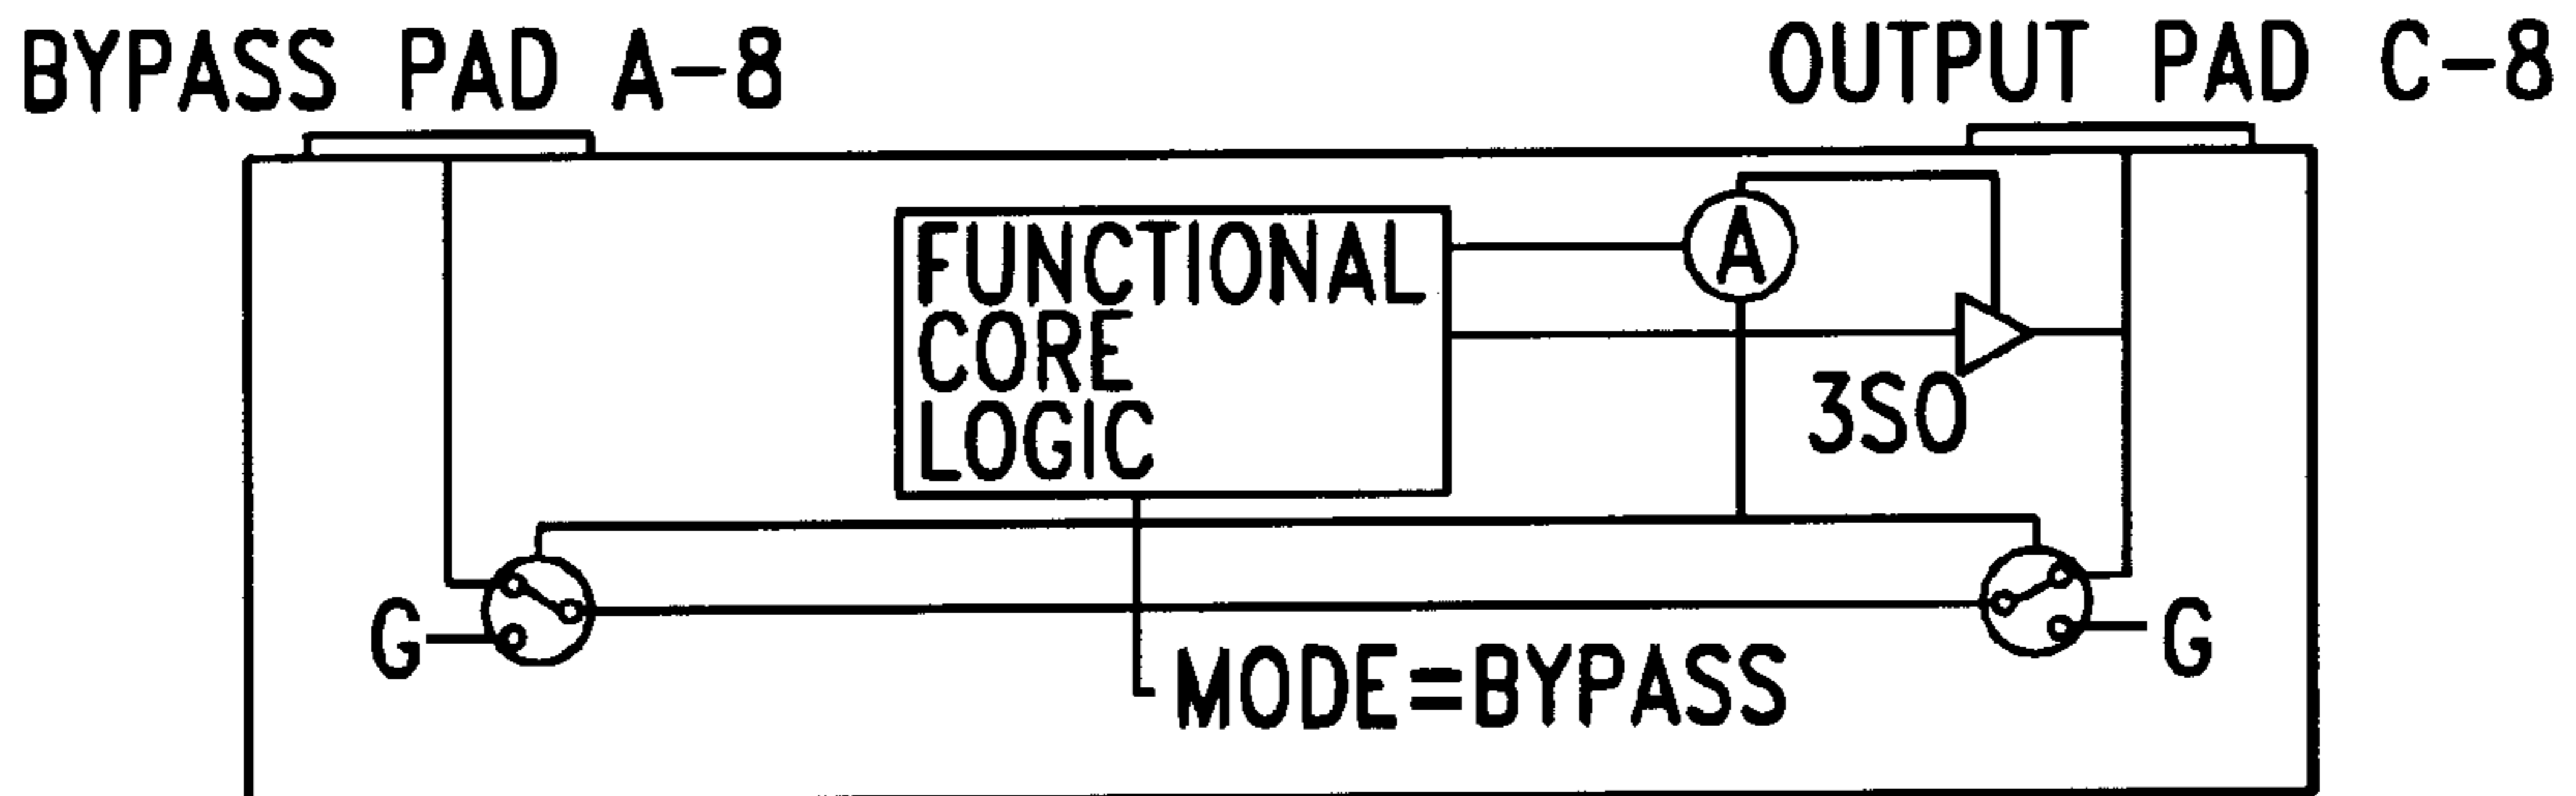 BYPASS PAD A-8
OUTPUT PAD C-8
FUNCTIONAL
CORE
LOGIC
A
3SO
G
G
MODE=BYPASS